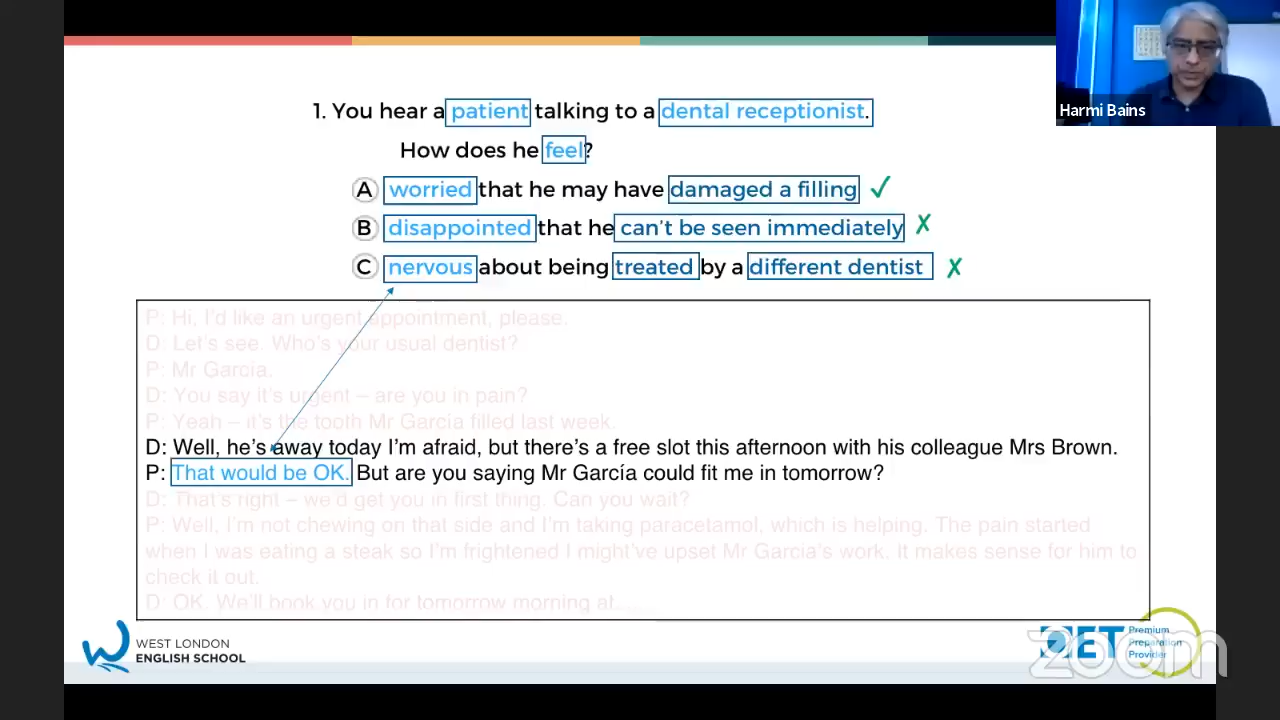 Harmi Bains
1. You hear a patient talking to a dental receptionist.
How does he feel?
A worried that he may have damaged a filling ✓
B disappointed that he can't be seen immediately ✗
C nervous about being treated by a different dentist ✗
P: Hi, I'd like an urgent appointment, please.
D: Let's see. Who's your usual dentist?
P: Mr Garcia.
D: You say it's urgent – are you in pain?
P: Yeah – it's the tooth Mr Garcia filled last week.
D: Well, he's away today I'm afraid, but there's a free slot this afternoon with his colleague Mrs Brown.
P: That would be OK. But are you saying Mr García could fit me in tomorrow?
D: That's right – we'd get you in first thing. Can you wait?
P: Well, I'm not chewing on that side and I'm taking paracetamol, which is helping. The pain started
when I was eating a steak so I'm frightened I might've upset Mr Garcia's work. It makes sense for him to
check it out.
D: OK. We'll book you in for tomorrow morning at...
WEST LONDON
ENGLISH SCHOOL
OET
Premium
Preparation
Provider
zoom